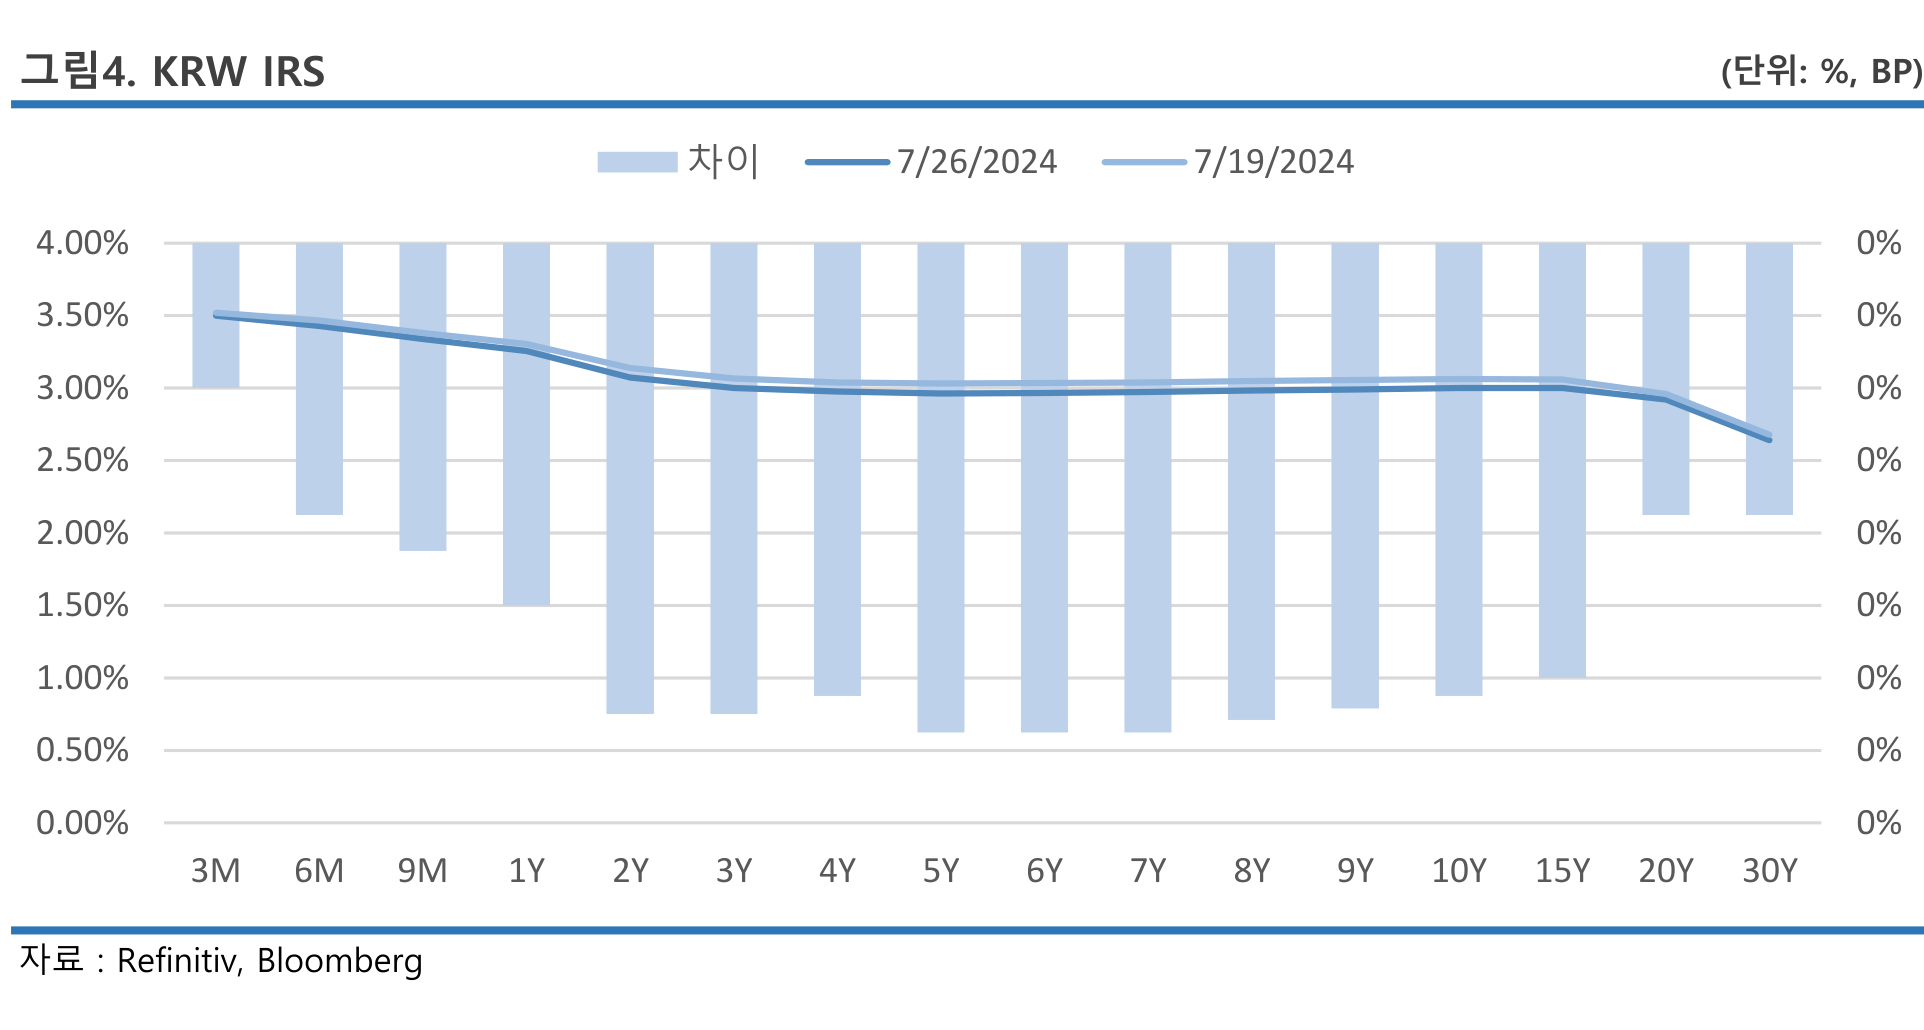 그림4. KRW IRS (단위: %, BP)
차이 7/26/2024 7/19/2024
4.00% 0%
3.50% 0%
3.00% 0%
2.50% 0%
2.00% 0%
1.50% 0%
1.00% 0%
0.50% 0%
0.00% 0%
3M 6M 9M 1Y 2Y 3Y 4Y 5Y 6Y 7Y 8Y 9Y 10Y 15Y 20Y 30Y
자료 : Refinitiv, Bloomberg